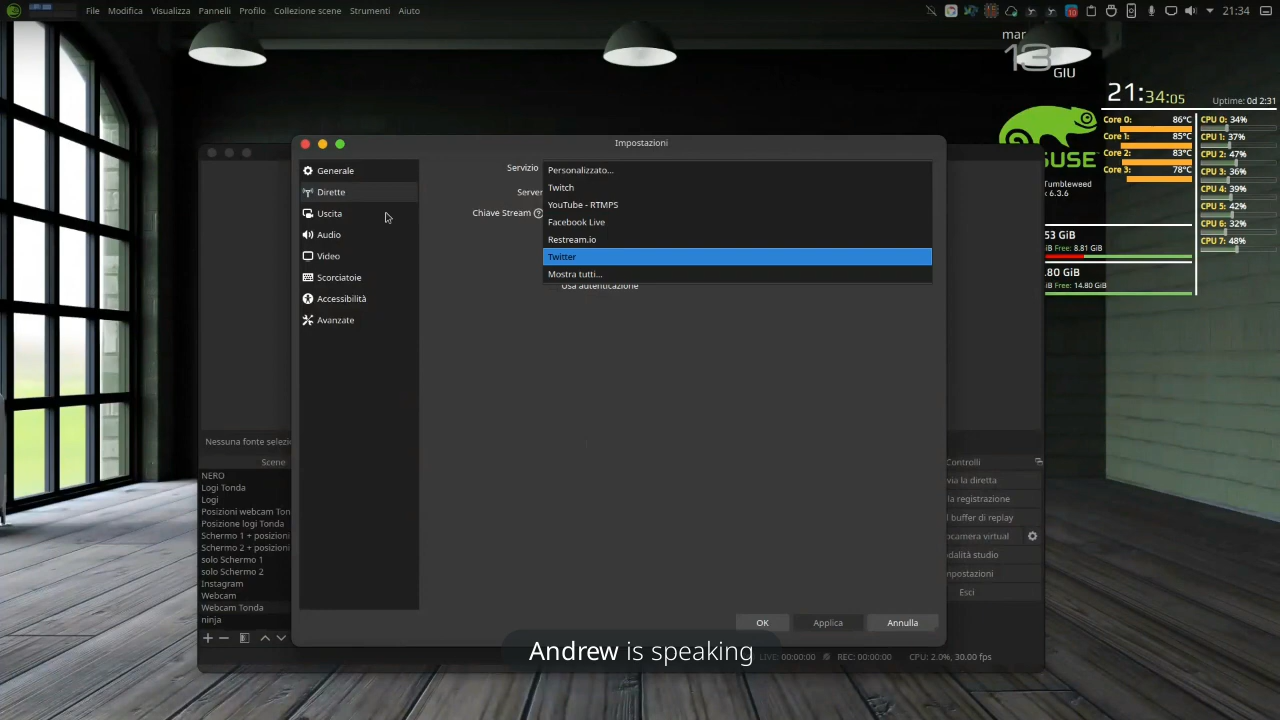 File Modifica Visualizza Pannelli Profilo Collezione scene Strumenti Aiuto
10
21:34
mar
13
GIU
21:34:05
Uptime: 0d 2:31
Core 0: 86°C
Core 1: 85°C
Core 2: 83°C
Core 3: 78°C
CPU 0: 34%
CPU 1: 37%
CPU 2: 47%
CPU 3: 36%
CPU 4: 39%
CPU 5: 42%
CPU 6: 32%
CPU 7: 48%
USE
Tumbleweed
x 6.3.6
53 GiB
iB Free: 8.81 GiB
.80 GiB
iB Free: 14.80 GiB
Impostazioni
Generale
Dirette
Uscita
Audio
Video
Scorciatoie
Accessibilità
Avanzate
Servizio
Server
Chiave Stream ?
Personalizzato...
Twitch
YouTube - RTMPS
Facebook Live
Restream.io
Twitter
Mostra tutti...
Usa autenticazione
OK
Applica
Annulla
Nessuna fonte selezi
Scene
NERO
Logi Tonda
Logi
Posizioni webcam Ton
Posizione logi Tonda
Schermo 1 + posizioni
Schermo 2 + posizioni
solo Schermo 1
solo Schermo 2
Instagram
Webcam
Webcam Tonda
ninja
Controlli
via la diretta
la registrazione
l buffer di replay
ocamera virtual
dalità studio
npostazioni
Esci
Andrew is speaking
LIVE: 00:00:00
REC: 00:00:00
CPU: 2.0%, 30.00 fps